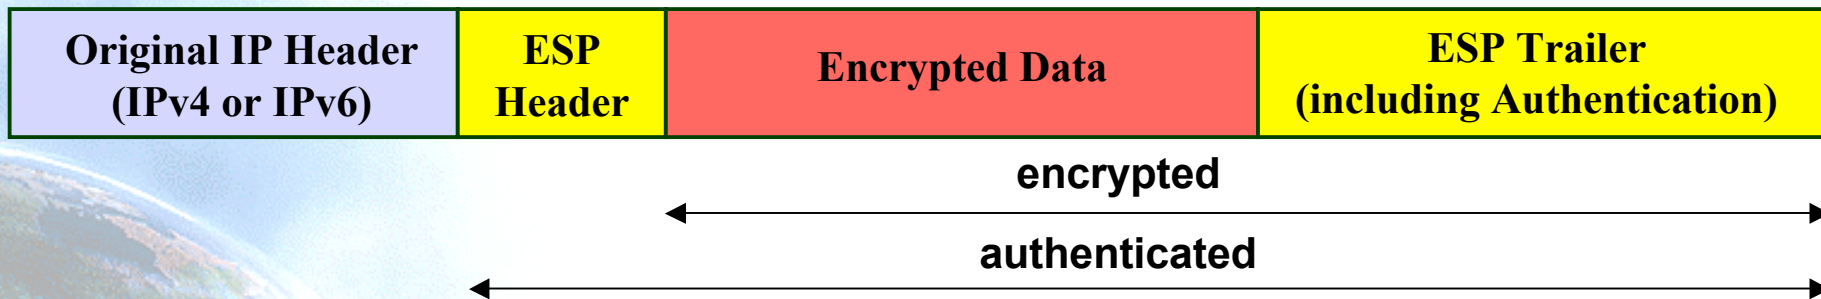 Original IP Header
(IPv4 or IPv6)
ESP
Header
Encrypted Data
ESP Trailer
(including Authentication)
encrypted
authenticated